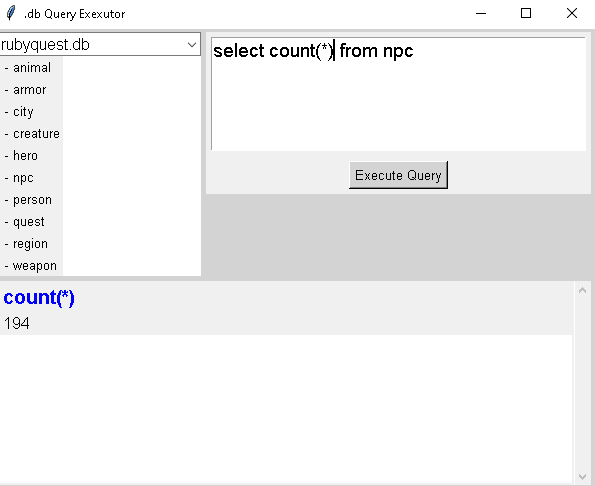 .db Query Exexutor
rubyquest.db
- animal
- armor
- city
- creature
- hero
- npc
- person
- quest
- region
- weapon
select count(*) from npc
Execute Query
count(*)
194